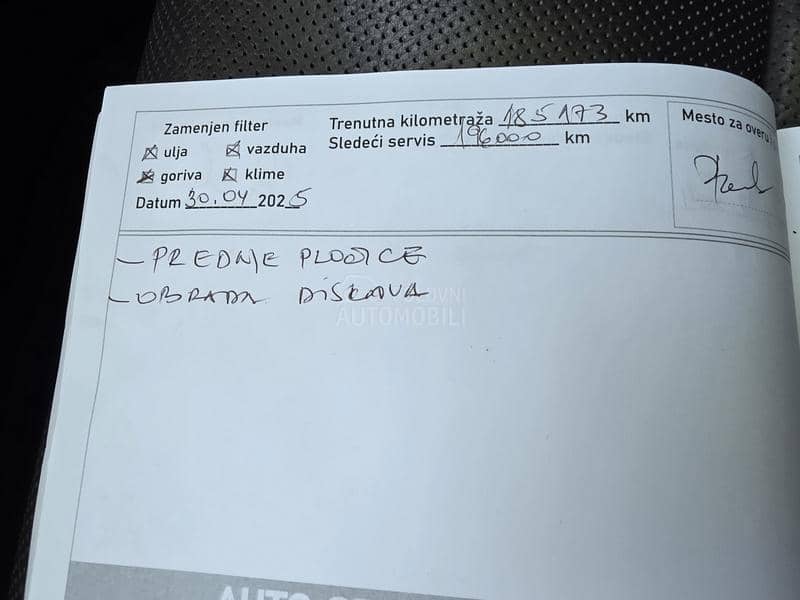 Zamenjen filter
ulja vazduha
goriva klime
Datum 30.04 2025
Trenutna kilometraža 185173 km
Sledeći servis 196000 km
Mesto za overu
- PREDNJE PLOČICE
- OBRADA DISKOVA
AUTOMOBILI